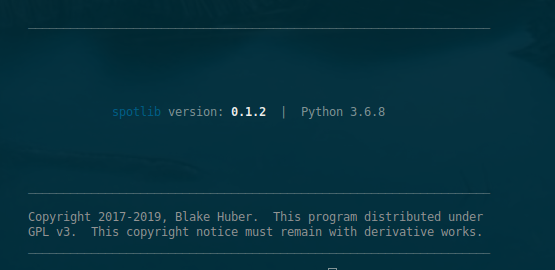 spotlib version: 0.1.2 | Python 3.6.8
Copyright 2017-2019, Blake Huber. This program distributed under
GPL v3. This copyright notice must remain with derivative works.